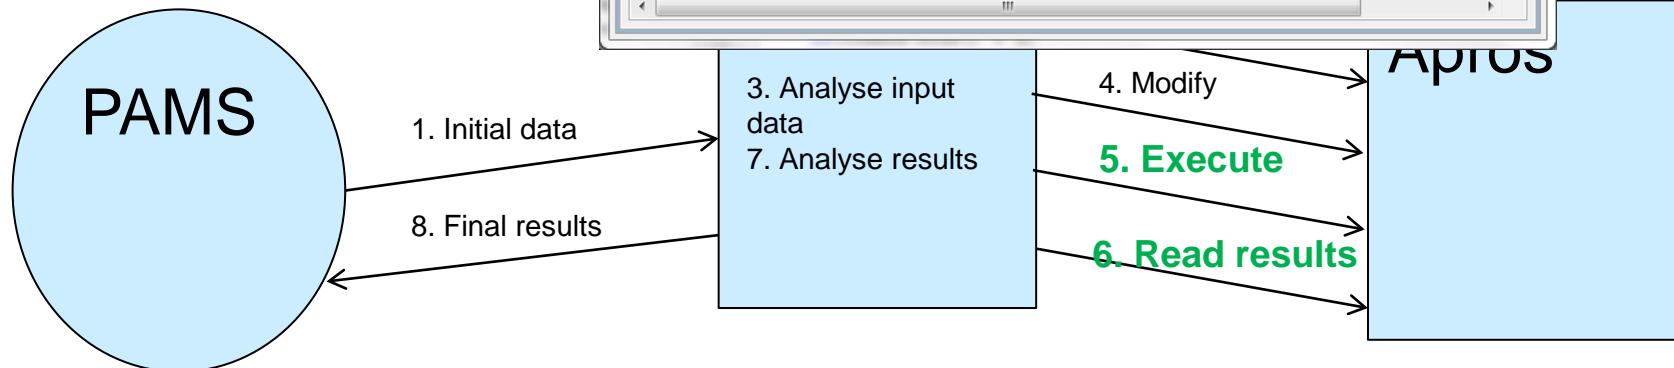 PAMS
1. Initial data
8. Final results
3. Analyse input
data
7. Analyse results
4. Modify
5. Execute
6. Read results
Apros